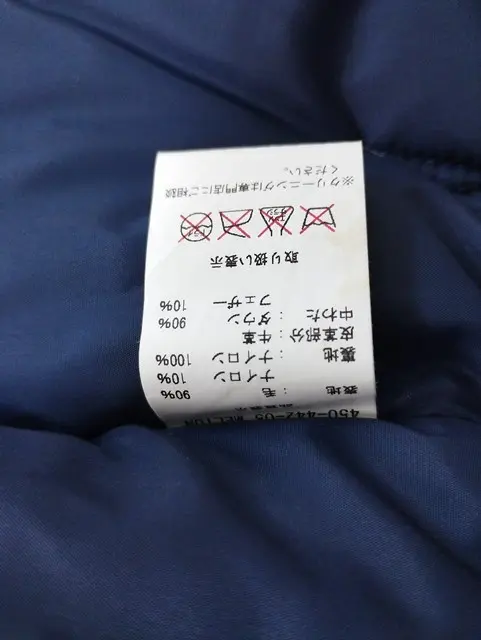 450-442-05 MELTON
表地 : 毛 90%
ナイロン 10%
裏地 : ナイロン 100%
皮革部分 : 牛革
中わた : ダウン 90%
フェザー 10%
取り扱い表示
※クリーニングは専門店にご相談
ください。